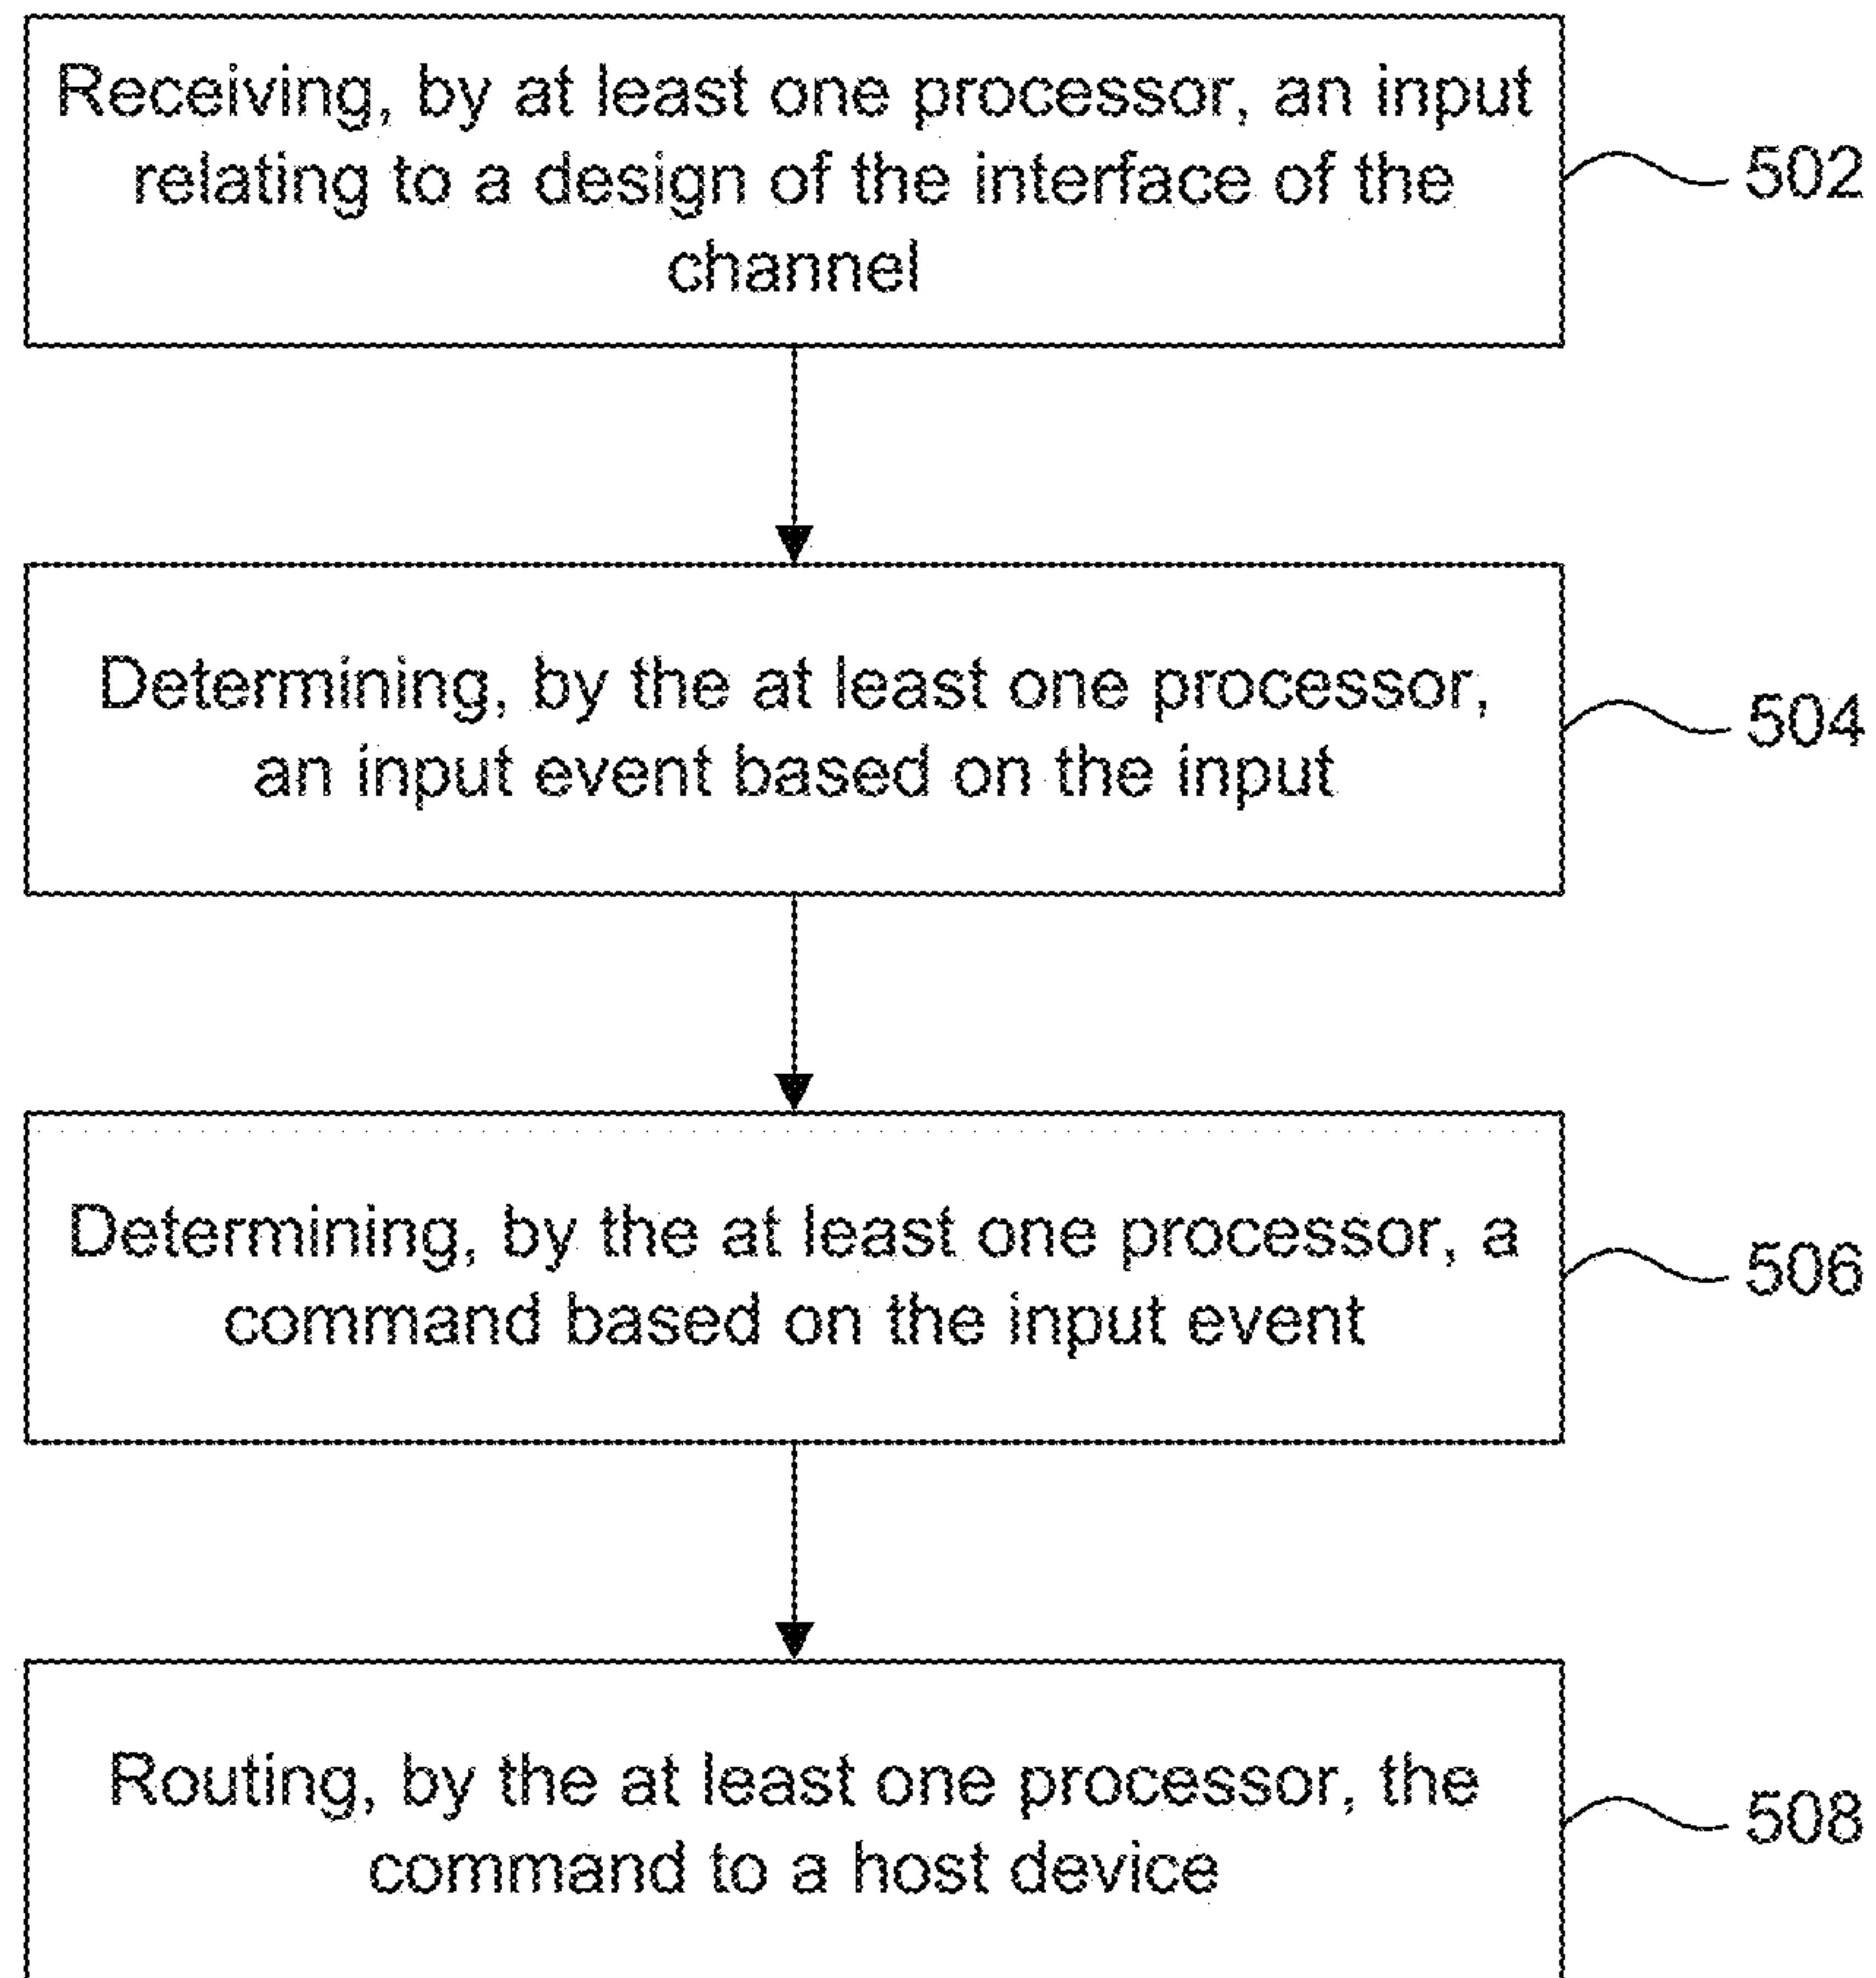 Receiving, by at least one processor, an input
relating to a design of the interface of the
channel
502
Determining, by the at least one processor,
an input event based on the input
504
Determining, by the at least one processor, a
command based on the input event
506
Routing, by the at least one processor, the
command to a host device
508